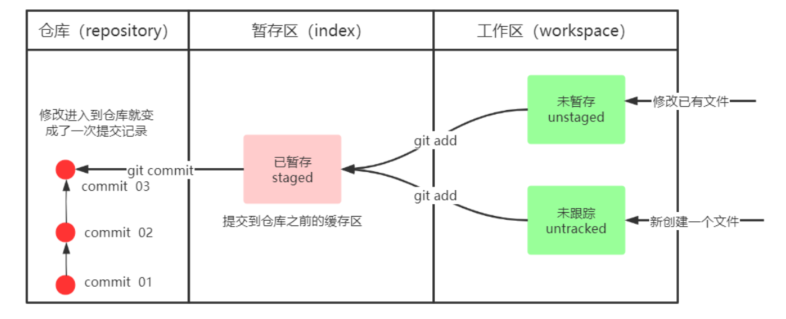 仓库（repository）
暂存区（index）
工作区（workspace）
修改进入到仓库就变
成了一次提交记录
未暂存
unstaged
修改已有文件
git add
已暂存
staged
git commit
commit 03
git add
未跟踪
untracked
新创建一个文件
提交到仓库之前的缓存区
commit 02
commit 01